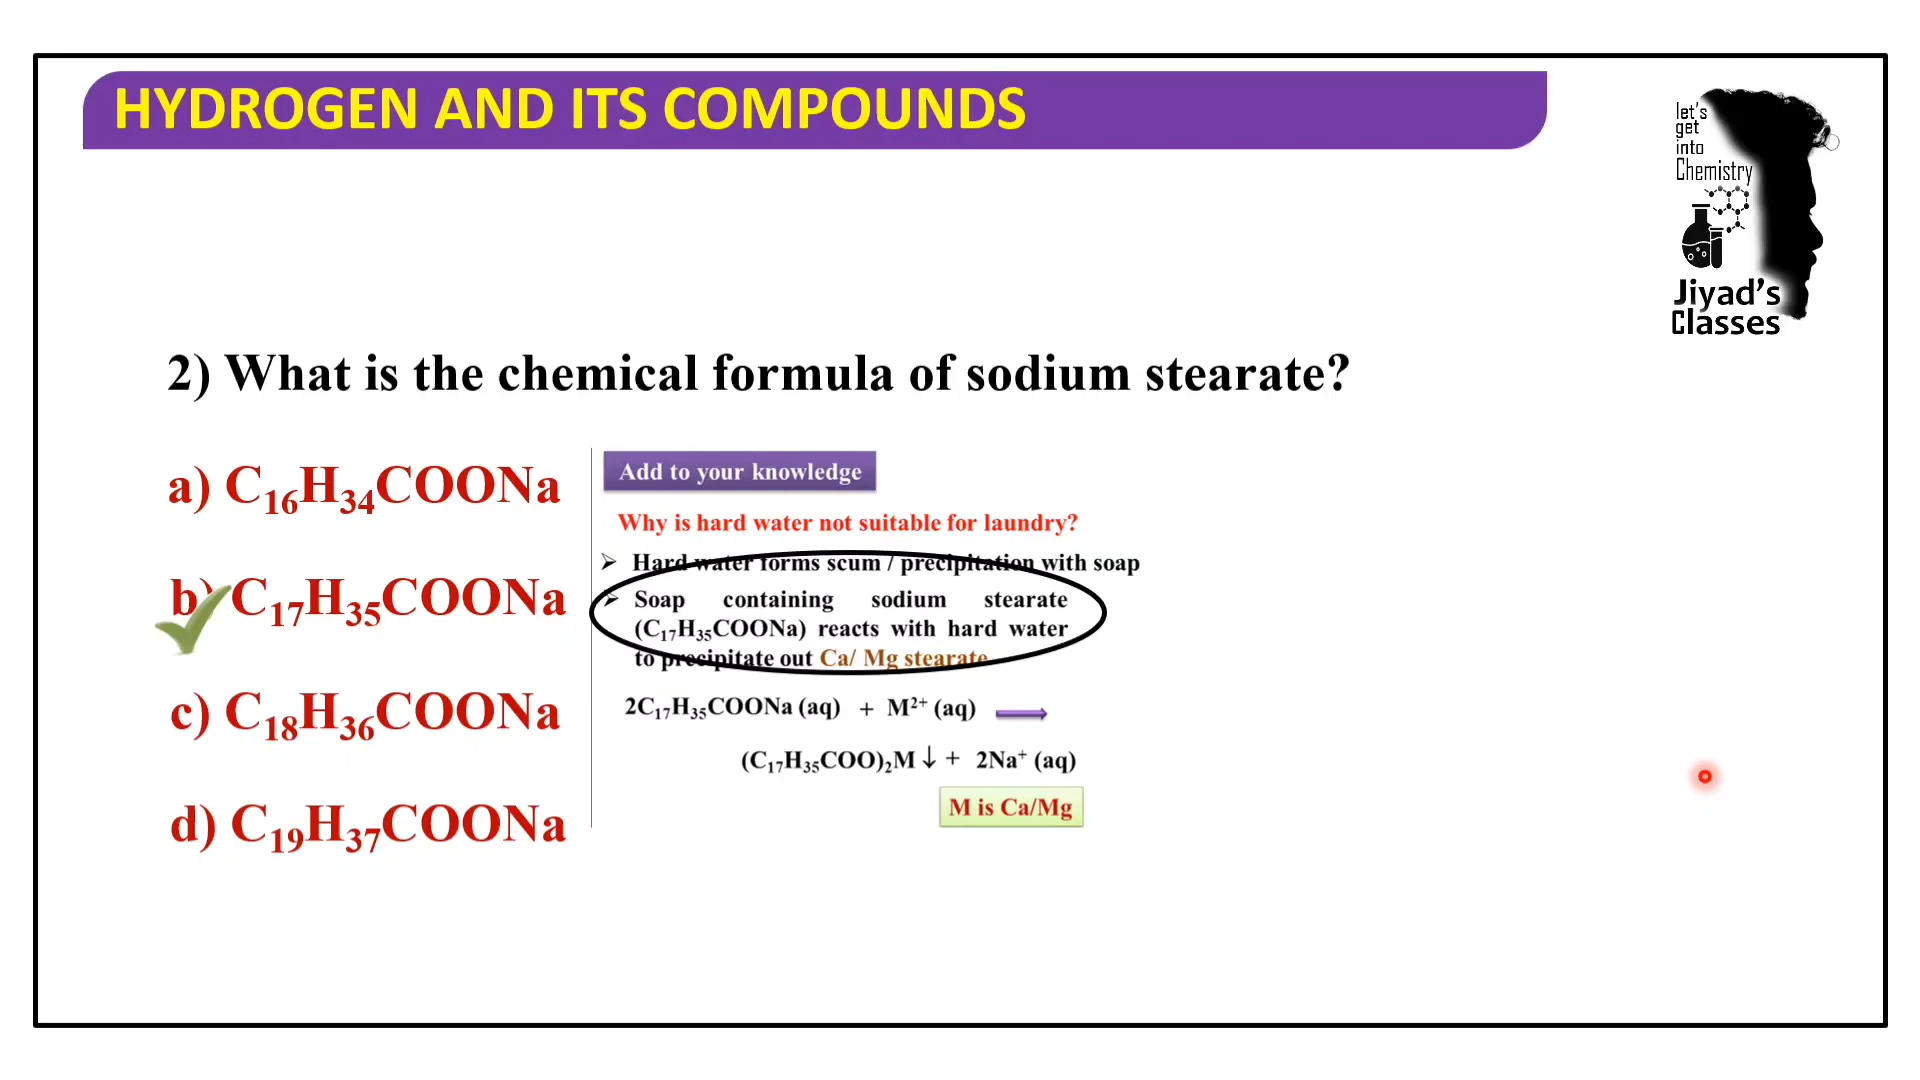 HYDROGEN AND ITS COMPOUNDS
let's
get
into
Chemistry
Jiyad's
Classes
2) What is the chemical formula of sodium stearate?
a) C₁₆H₃₄COONa
b) C₁₇H₃₅COONa
c) C₁₈H₃₆COONa
d) C₁₉H₃₇COONa
Add to your knowledge
Why is hard water not suitable for laundry?
➢ Hard water forms scum / precipitation with soap
➢ Soap containing sodium stearate
(C₁₇H₃₅COONa) reacts with hard water
to precipitate out Ca/ Mg stearate
2C₁₇H₃₅COONa (aq) + M²⁺ (aq) ⟶
(C₁₇H₃₅COO)₂M ↓ + 2Na⁺ (aq)
M is Ca/Mg